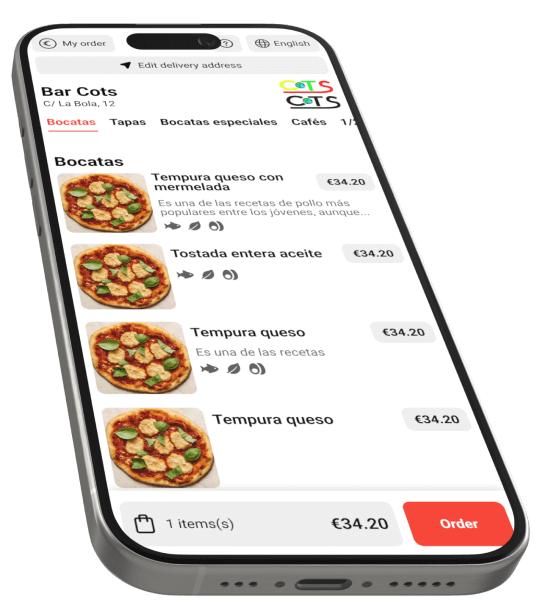 My order
English
Edit delivery address
Bar Cots
C/ La Bola, 12
COTS
COTS
Bocatas Tapas Bocatas especiales Cafés
Bocatas
Tempura queso con
mermelada
€34.20
Es una de las recetas de pollo más
populares entre los jóvenes, aunque...
Tostada entera aceite
€34.20
Tempura queso
€34.20
Es una de las recetas
Tempura queso
€34.20
1 items(s)
€34.20
Order